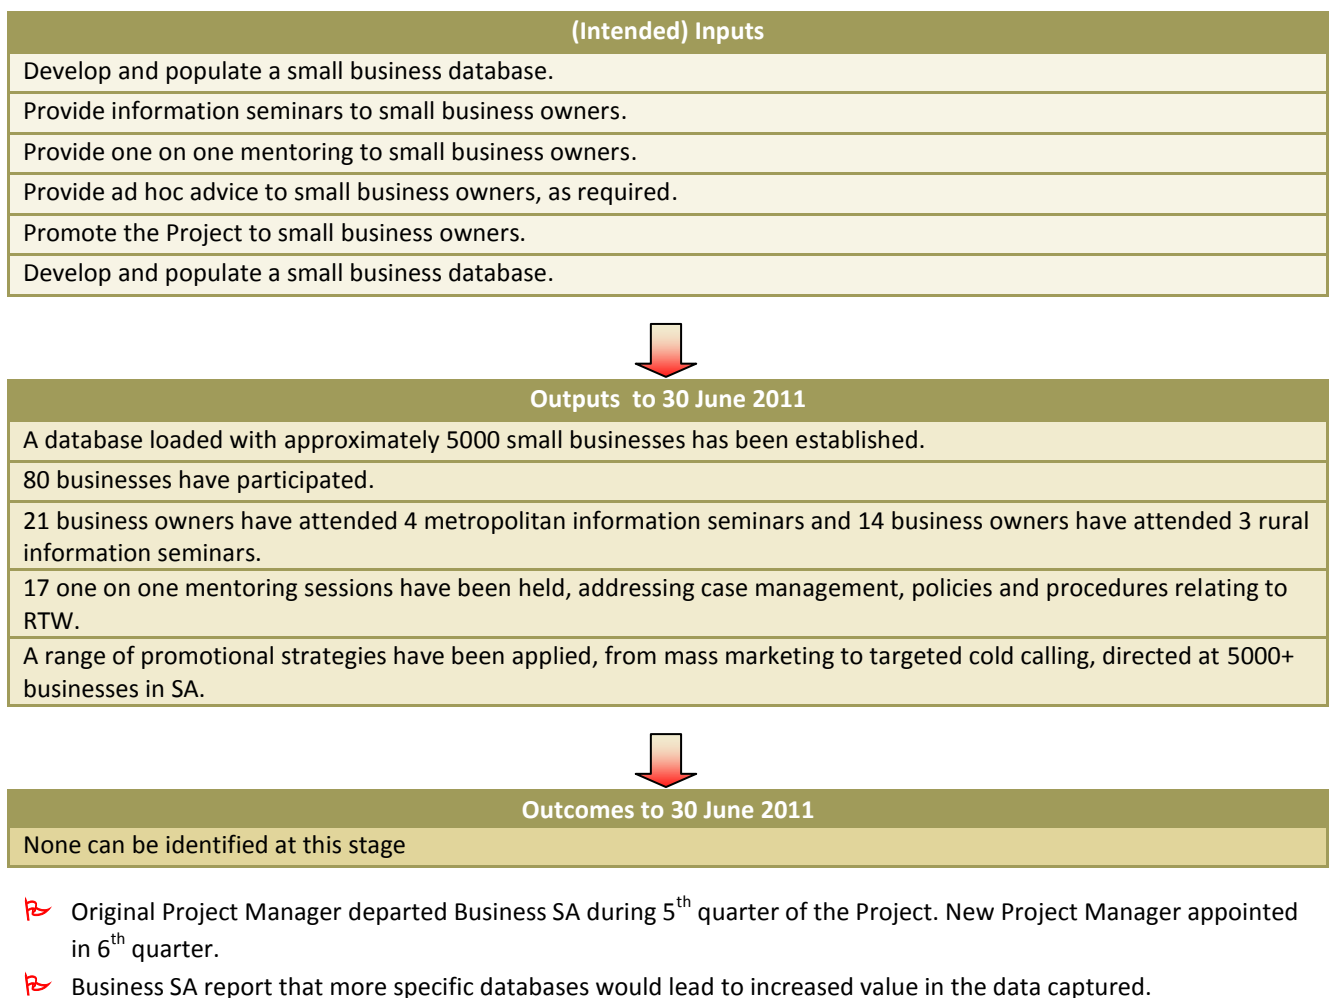 (Intended) Inputs
Develop and populate a small business database.
Provide information seminars to small business owners.
Provide one on one mentoring to small business owners.
Provide ad hoc advice to small business owners, as required.
Promote the Project to small business owners.
Develop and populate a small business database.
Outputs to 30 June 2011
A database loaded with approximately 5000 small businesses has been established.
80 businesses have participated.
21 business owners have attended 4 metropolitan information seminars and 14 business owners have attended 3 rural
information seminars.
17 one on one mentoring sessions have been held, addressing case management, policies and procedures relating to
RTW.
A range of promotional strategies have been applied, from mass marketing to targeted cold calling, directed at 5000+
businesses in SA.
Outcomes to 30 June 2011
None can be identified at this stage
Original Project Manager departed Business SA during 5th quarter of the Project. New Project Manager appointed
in 6th quarter.
Business SA report that more specific databases would lead to increased value in the data captured.